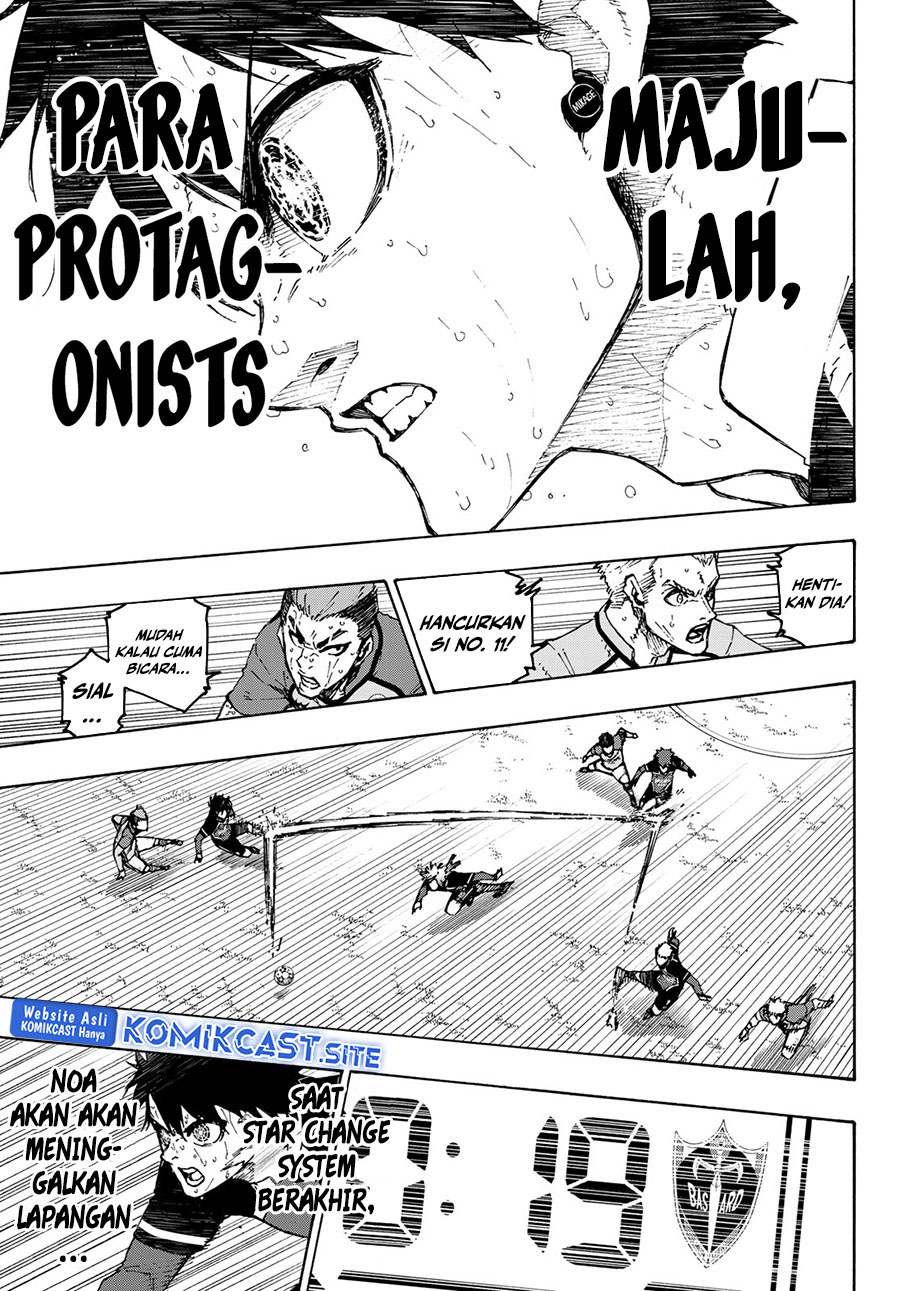 MAJU-
LAH,
PARA
PROTAG-
ONISTS
MIKAGE
HENTI-
KAN DIA!
HANCURKAN
SI NO. 11!
MUDAH
KALAU CUMA
BICARA...
SIAL
...
Website Asli
KOMIKCAST Hanya
KOMIKCAST.SITE
3:19
BASTARD
SAAT
STAR CHANGE
SYSTEM
BERAKHIR,
NOA
AKAN AKAN
MENING-
GALKAN
LAPANGAN
...